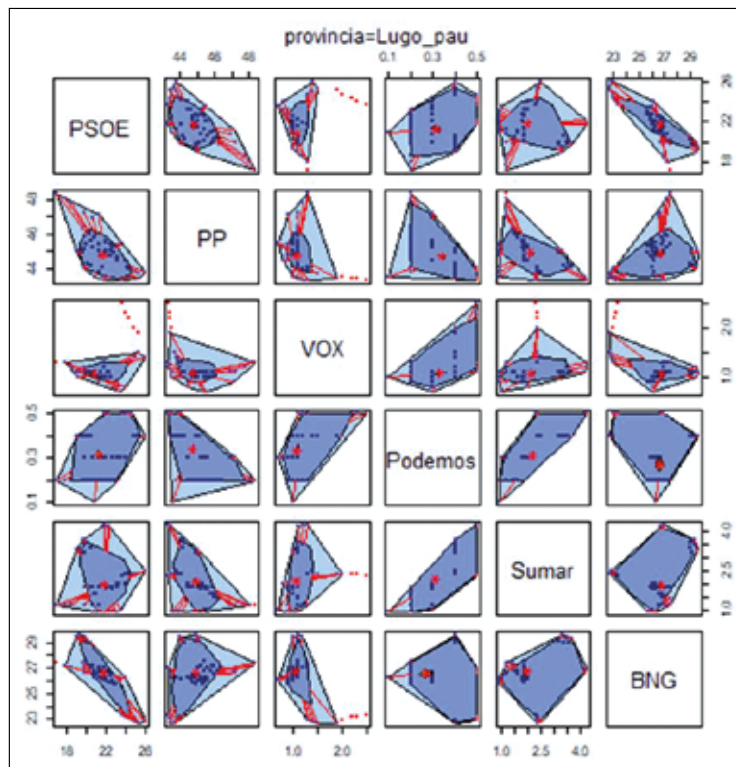 provincia=Lugo_pau
44 46 48
0.1 0.3 0.5
23 25 27 29
PSOE
18 22 26
44 46 48
PP
VOX
1.0 2.0
0.1 0.3 0.5
Podemos
Sumar
1.0 2.5 4.0
23 25 27 29
BNG
18 22 26
1.0 2.0
1.0 2.5 4.0